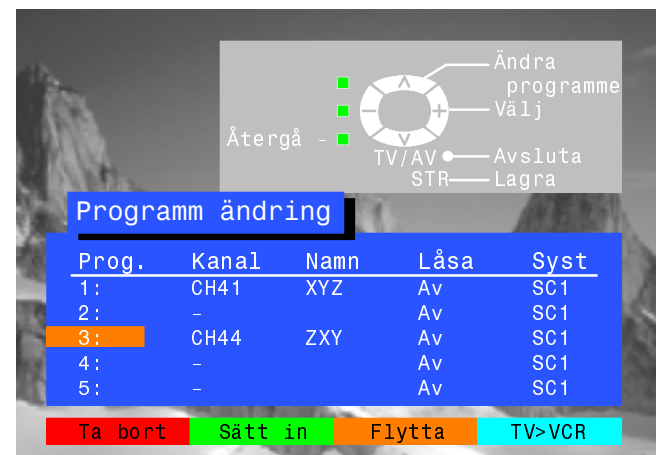 Ändra
programme
Välj
Återgå –
TV/AV
Avsluta
STR
Lagra
Programm ändring
Prog. Kanal Namn Låsa Syst
1: CH41 XYZ Av SC1
2: – Av SC1
3: CH44 ZXY Av SC1
4: – Av SC1
5: – Av SC1
Ta bort Sätt in Flytta TV>VCR